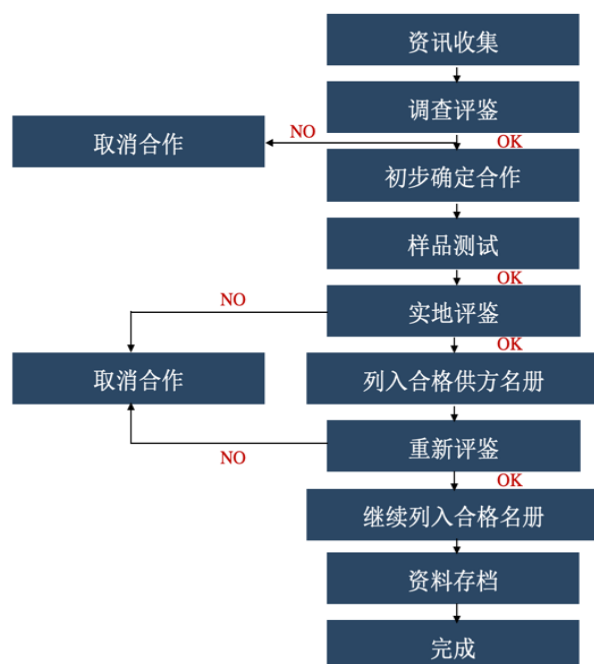 资讯收集
调查评鉴
取消合作
NO
OK
初步确定合作
样品测试
OK
NO
实地评鉴
OK
取消合作
列入合格供方名册
重新评鉴
NO
OK
继续列入合格名册
资料存档
完成